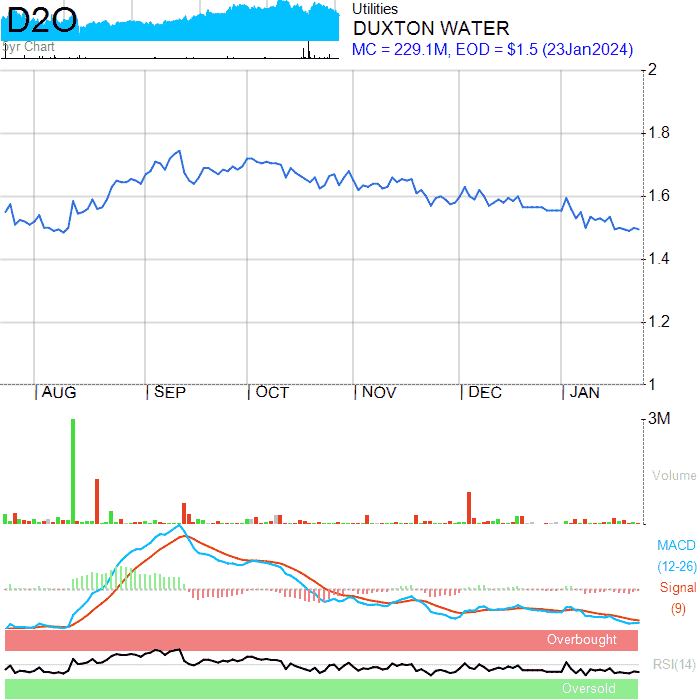 D2O
5yr Chart
Utilities
DUXTON WATER
MC = 229.1M, EOD = $1.5 (23Jan2024)
2
1.8
1.6
1.4
1.2
1
AUG SEP OCT NOV DEC JAN
3M
Volume
MACD
(12-26)
Signal
(9)
Overbought
RSI(14)
Oversold